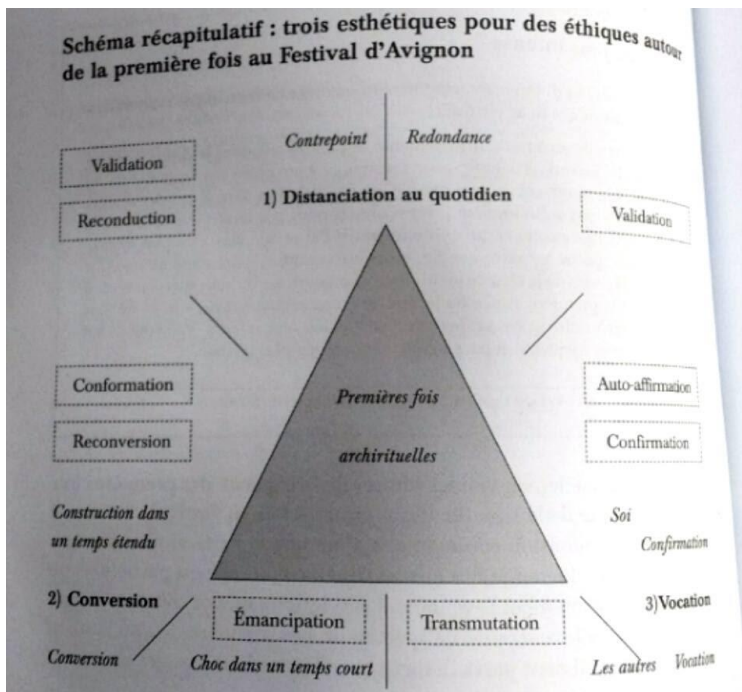 Schéma récapitulatif : trois esthétiques pour des éthiques autour
de la première fois au Festival d'Avignon
Contrepoint Redondance
Validation
1) Distanciation au quotidien
Reconduction
Validation
Conformation
Premières fois
Auto-affirmation
Reconversion
archirituelles
Confirmation
Construction dans
un temps étendu
Soi
Confirmation
2) Conversion
Émancipation
Transmutation
3)Vocation
Conversion
Choc dans un temps court
Les autres
Vocation